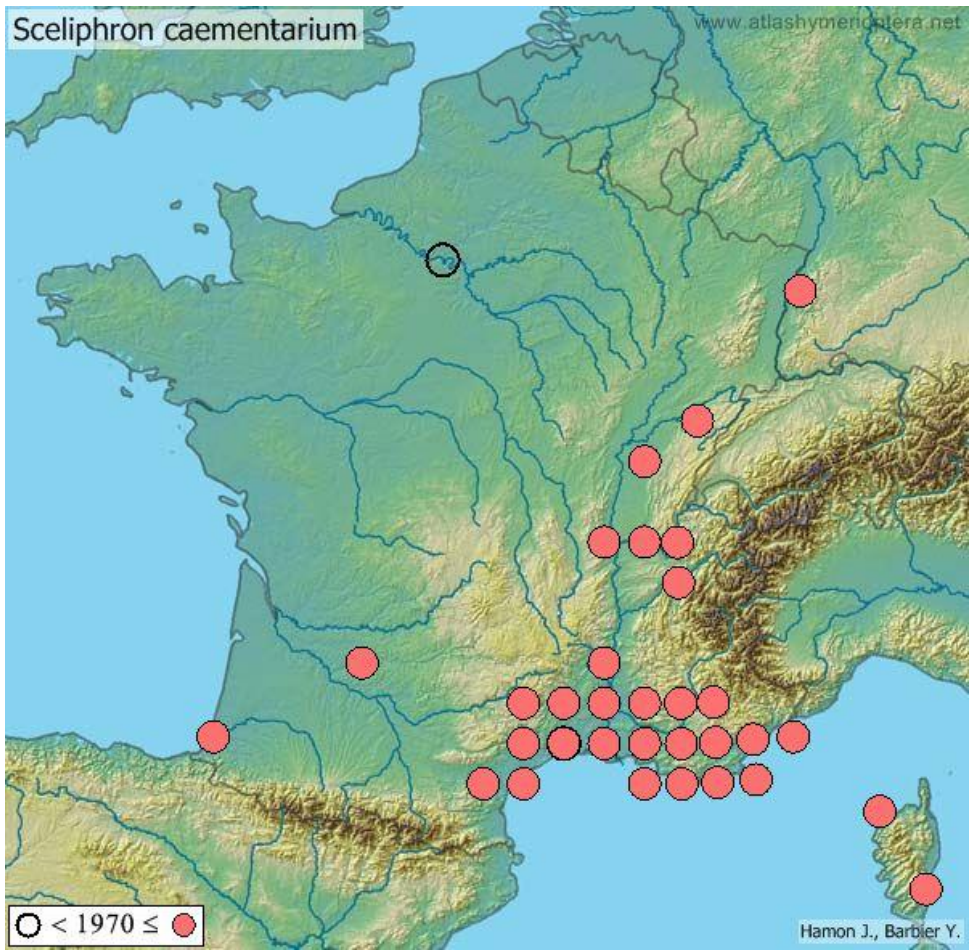 Sceliphron caementarium
www.atlashymenoptera.net
< 1970 ≤
Hamon J., Barbier Y.